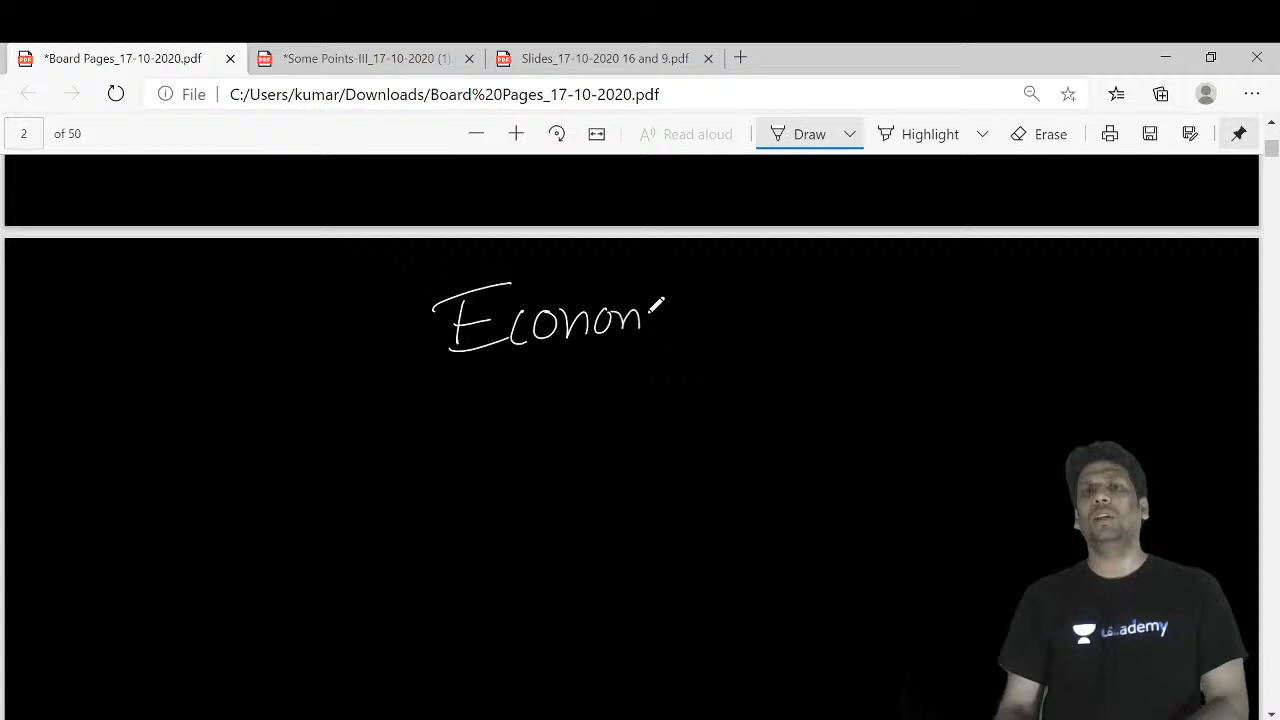 *Board Pages_17-10-2020.pdf
*Some Points-III_17-10-2020 (1).
Slides_17-10-2020 16 and 9.pdf
File
C:/Users/kumar/Downloads/Board%20Pages_17-10-2020.pdf
2
of 50
Read aloud
Draw
Highlight
Erase
Econon